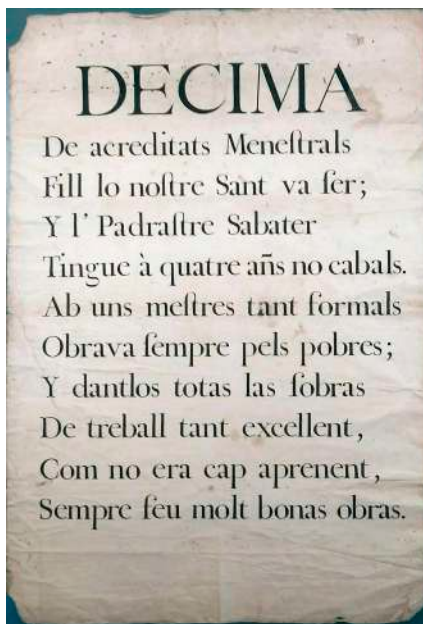 DECIMA
De acreditats Meneſtrals
Fill lo noſtre Sant va ſer;
Y l' Padraſtre Sabater
Tingue à quatre añs no cabals.
Ab uns meſtres tant formals
Obrava ſempre pels pobres;
Y dantlos totas las ſobras
De treball tant excellent,
Com no era cap aprenent,
Sempre feu molt bonas obras.